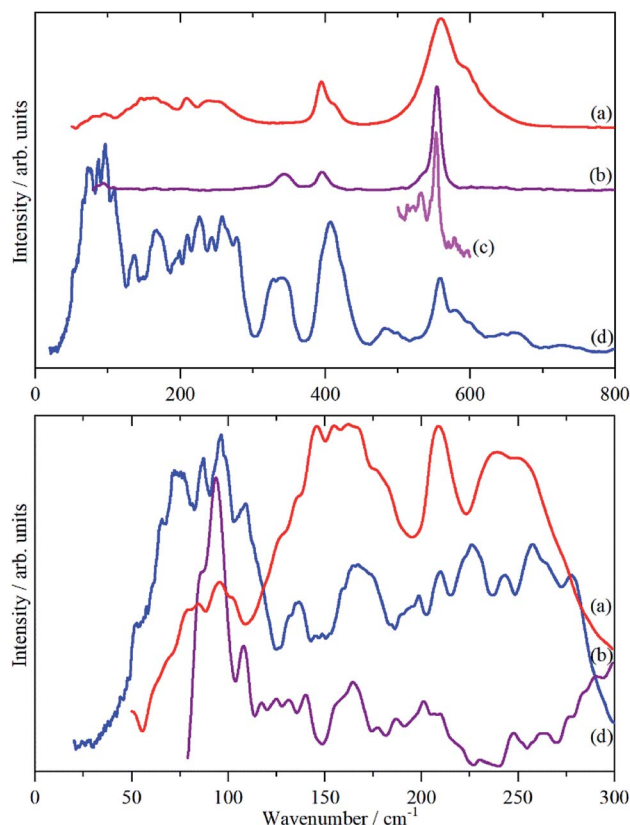 Intensity / arb. units
(a)
(b)
(c)
(d)
0 200 400 600 800
Intensity / arb. units
(a)
(b)
(d)
0 50 100 150 200 250 300
Wavenumber / cm⁻¹